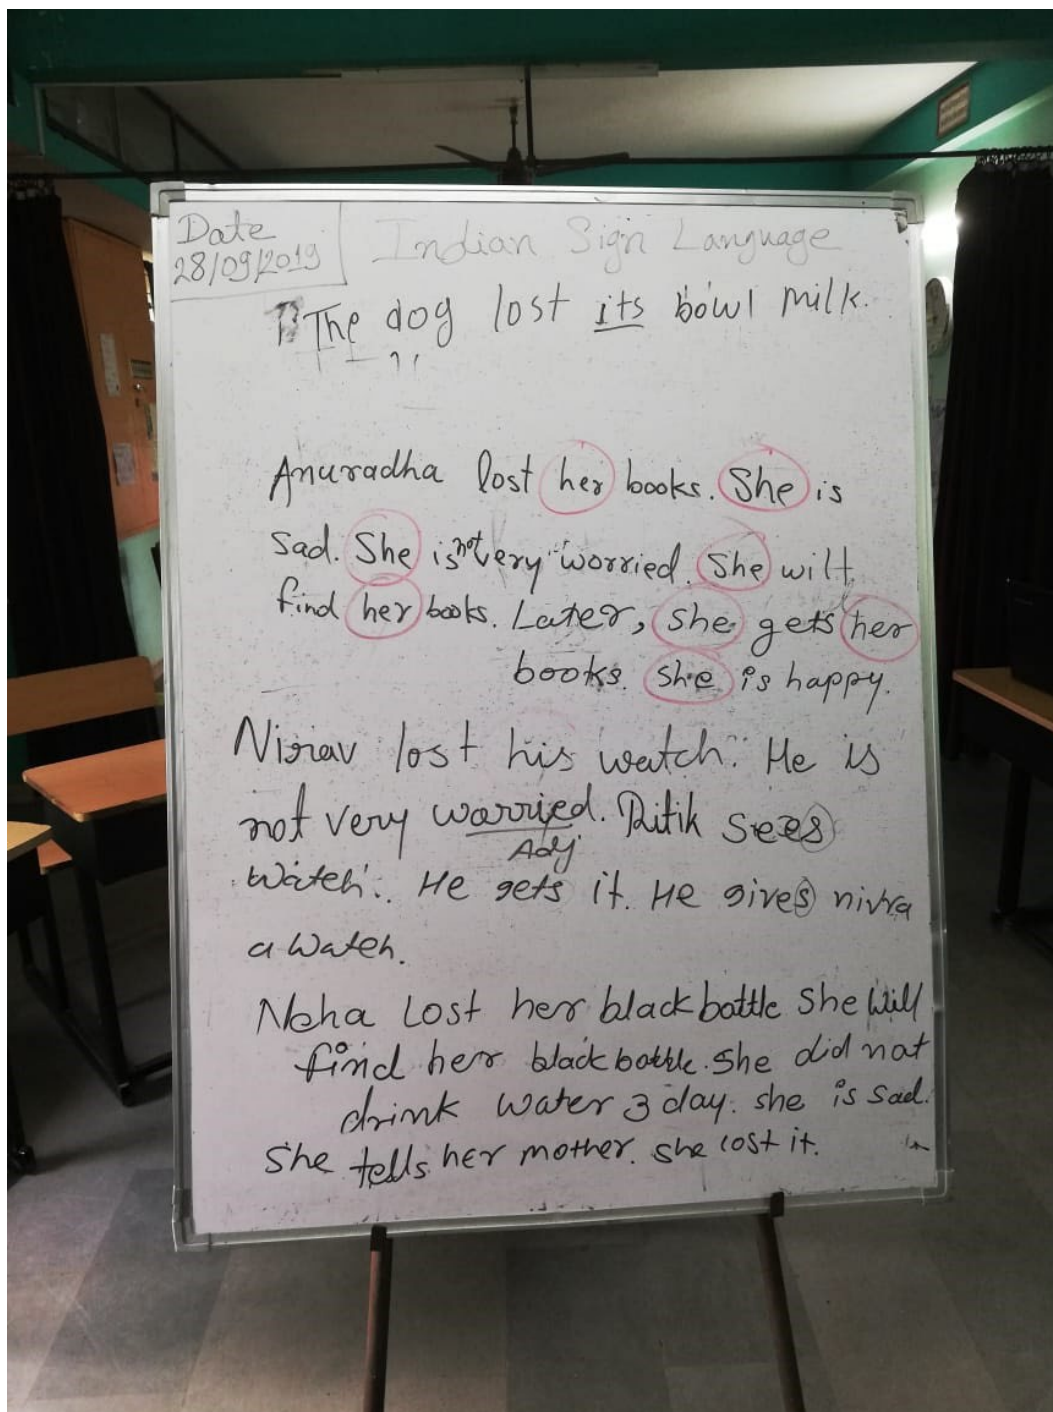 Date
28/09/2019
Indian Sign Language
The dog lost its bowl milk.
Anuradha lost her books. She is
sad. She is not very worried. She will
find her books. Later, she gets her
books. she is happy.
Nirav lost his watch. He is
not very worried. Ritik sees
Adj
watch. He gets it. He gives nivra
a watch.
Neha Lost her black bottle She Will
find her black bottle. She did not
drink water 3 day. she is sad.
She tells her mother. she lost it.